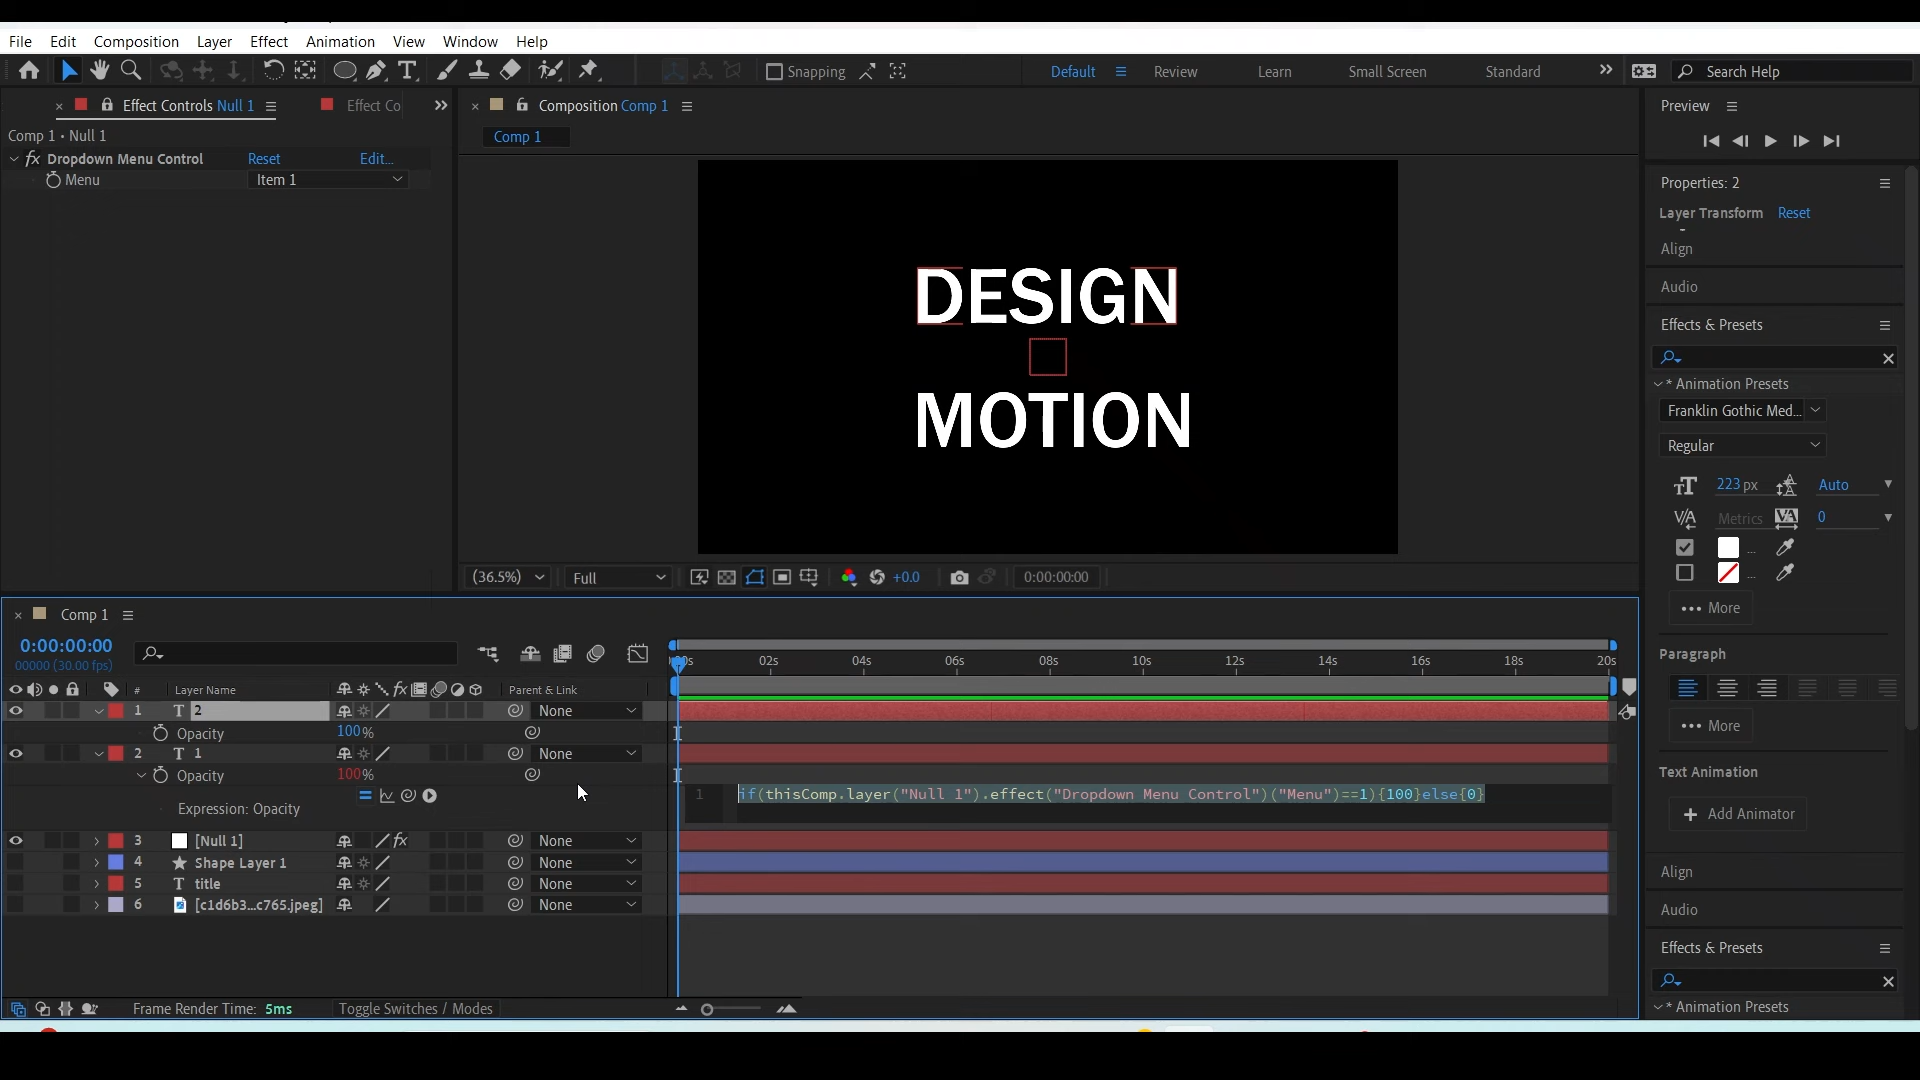 File Edit Composition Layer Effect Animation View Window Help
Snapping Default Review Learn Small Screen Standard Search Help
Effect Controls Null 1 Effect Co
Composition Comp 1
Preview
Comp 1 • Null 1
Comp 1
fx Dropdown Menu Control Reset Edit...
Menu Item 1
Properties: 2
Layer Transform Reset
Align
Audio
Effects & Presets
* Animation Presets
Franklin Gothic Med...
Regular
223 px Auto
Metrics 0
... More
Paragraph
... More
Text Animation
+ Add Animator
Align
Audio
Effects & Presets
* Animation Presets
DESIGN
MOTION
(36.5%) Full +0.0 0:00:00:00
Comp 1
0:00:00:00
00000 (30.00 fps)
02s 04s 06s 08s 10s 12s 14s 16s 18s 20s
# Layer Name fx Parent & Link
1 T 2 None
Opacity 100%
2 T 1 None
Opacity 100%
Expression: Opacity
1 if(thisComp.layer("Null 1").effect("Dropdown Menu Control")("Menu")==1){100}else{0}
3 [Null 1] fx None
4 Shape Layer 1 None
5 T title None
6 [c1d6b3...c765.jpeg] None
Frame Render Time: 5ms Toggle Switches / Modes